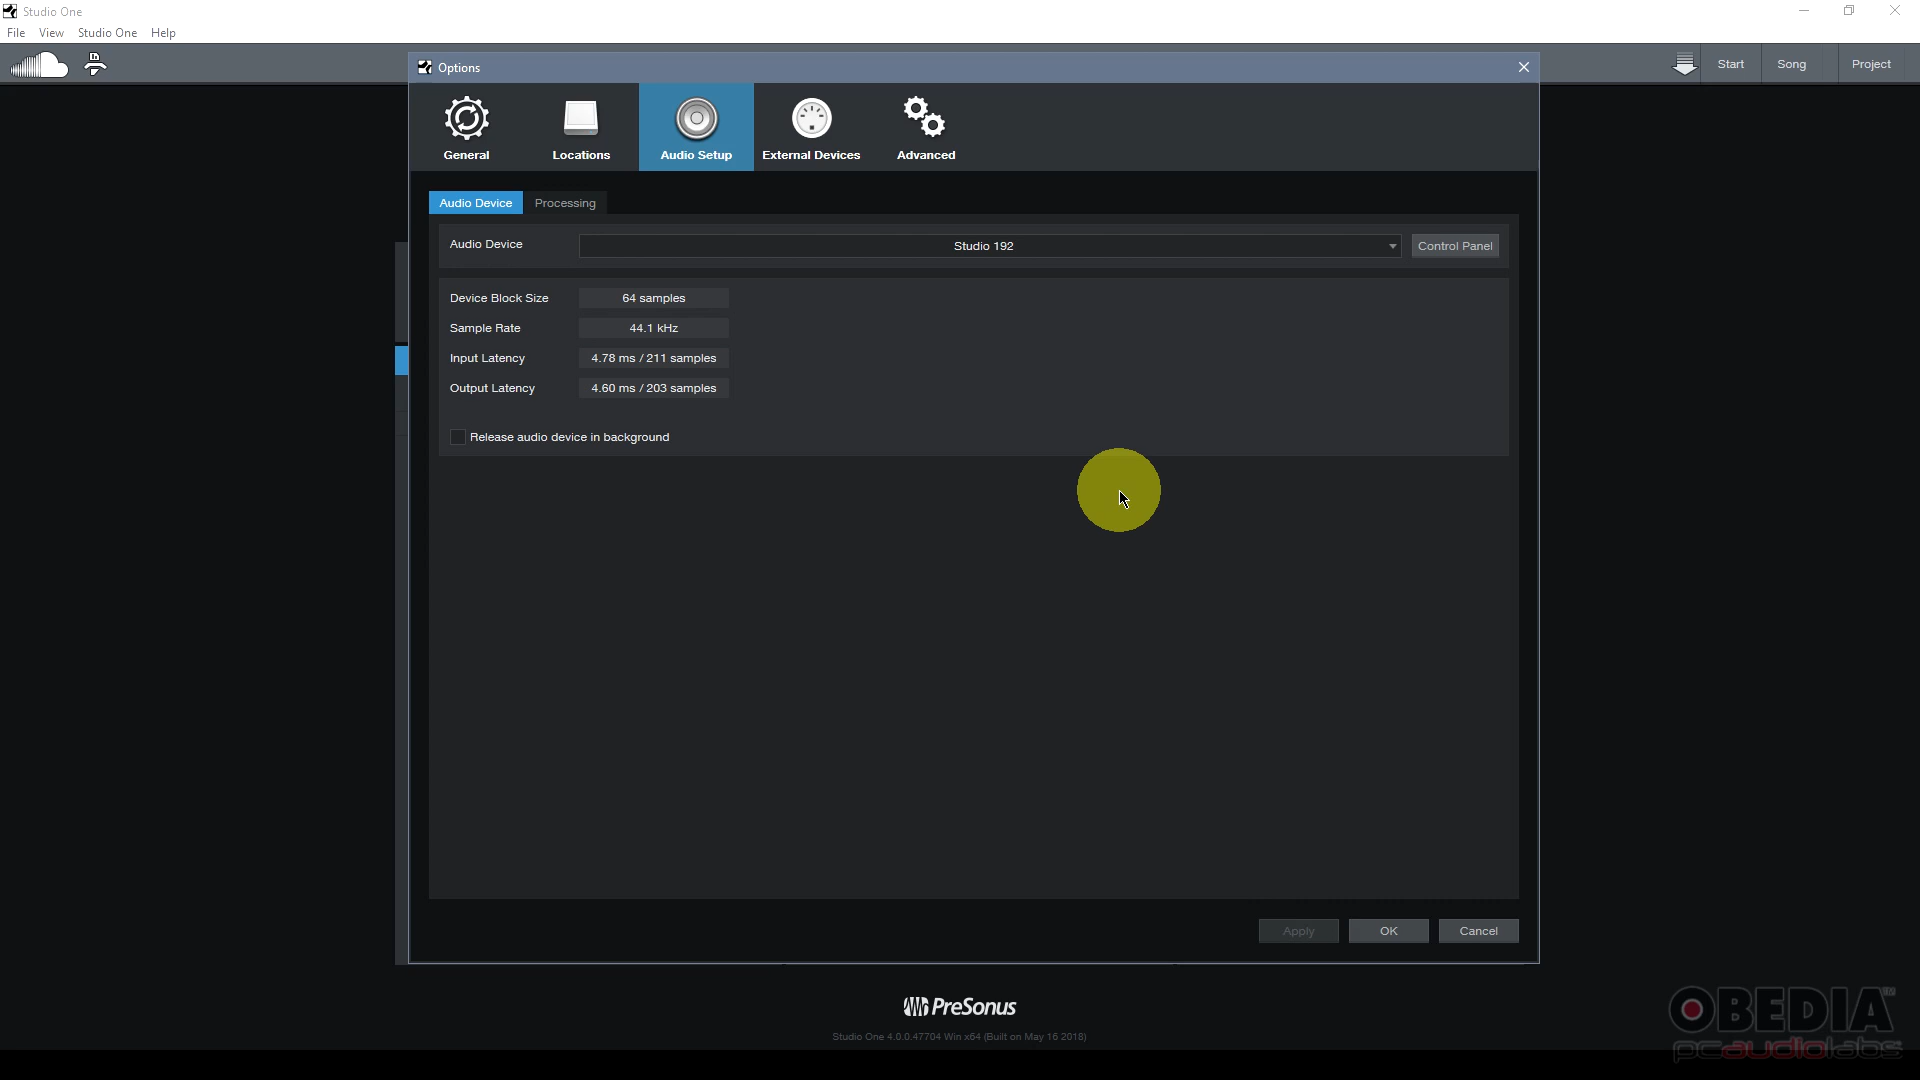 Studio One
File View Studio One Help
Options
Start Song Project
General Locations Audio Setup External Devices Advanced
Audio Device Processing
Audio Device Studio 192 Control Panel
Device Block Size 64 samples
Sample Rate 44.1 kHz
Input Latency 4.78 ms / 211 samples
Output Latency 4.60 ms / 203 samples
Release audio device in background
Apply OK Cancel
PreSonus
Studio One 4.0.0.47704 Win x64 (Built on May 16 2018)
OBEDIA™
pcaudiolabs